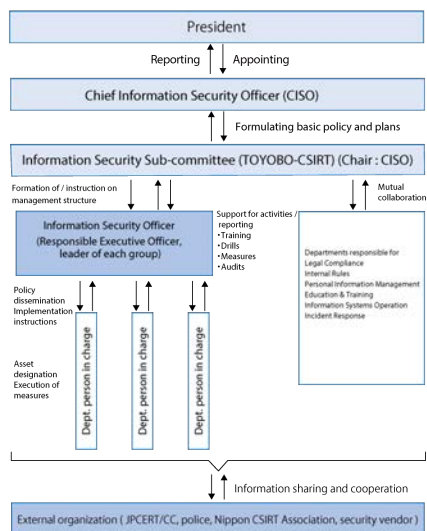 President
Reporting
Appointing
Chief Information Security Officer (CISO)
Formulating basic policy and plans
Information Security Sub-committee (TOYOBO-CSIRT) (Chair : CISO)
Formation of / instruction on
management structure
Mutual
collaboration
Information Security Officer
(Responsible Executive Officer,
leader of each group)
Support for activities /
reporting
・Training
・Drills
・Measures
・Audits
Departments responsible for
Legal Compliance
Internal Rules
Personal Information Management
Education & Training
Information Systems Operation
Incident Response
Policy
dissemination
Implementation
instructions
Asset
designation
Execution of
measures
Dept. person in charge
Dept. person in charge
Dept. person in charge
Information sharing and cooperation
External organization ( JPCERT/CC, police, Nippon CSIRT Association, security vendor )